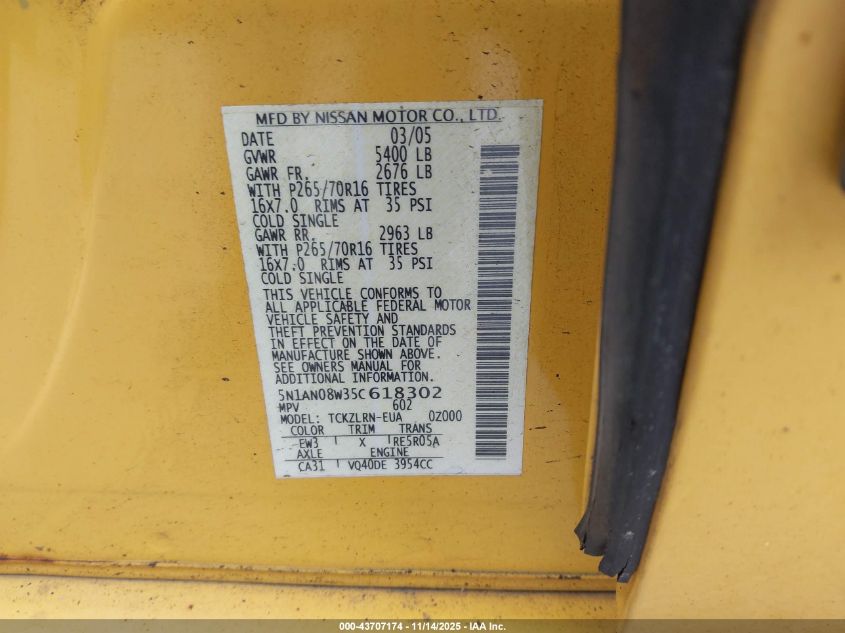 MFD BY NISSAN MOTOR CO., LTD.
DATE 03/05
GVWR 5400 LB
GAWR FR. 2676 LB
WITH P265/70R16 TIRES
16X7.0 RIMS AT 35 PSI
COLD SINGLE
GAWR RR. 2963 LB
WITH P265/70R16 TIRES
16X7.0 RIMS AT 35 PSI
COLD SINGLE
THIS VEHICLE CONFORMS TO
ALL APPLICABLE FEDERAL MOTOR
VEHICLE SAFETY AND
THEFT PREVENTION STANDARDS
IN EFFECT ON THE DATE OF
MANUFACTURE SHOWN ABOVE.
SEE OWNERS MANUAL FOR
ADDITIONAL INFORMATION.
5N1AN08W35C618302
MPV 602
MODEL: TCKZLRN-EUA 0Z000
COLOR TRIM TRANS
EW3 X RE5R05A
AXLE ENGINE
CA31 VQ40DE 3954CC
000-43707174 - 11/14/2025 - IAA Inc.